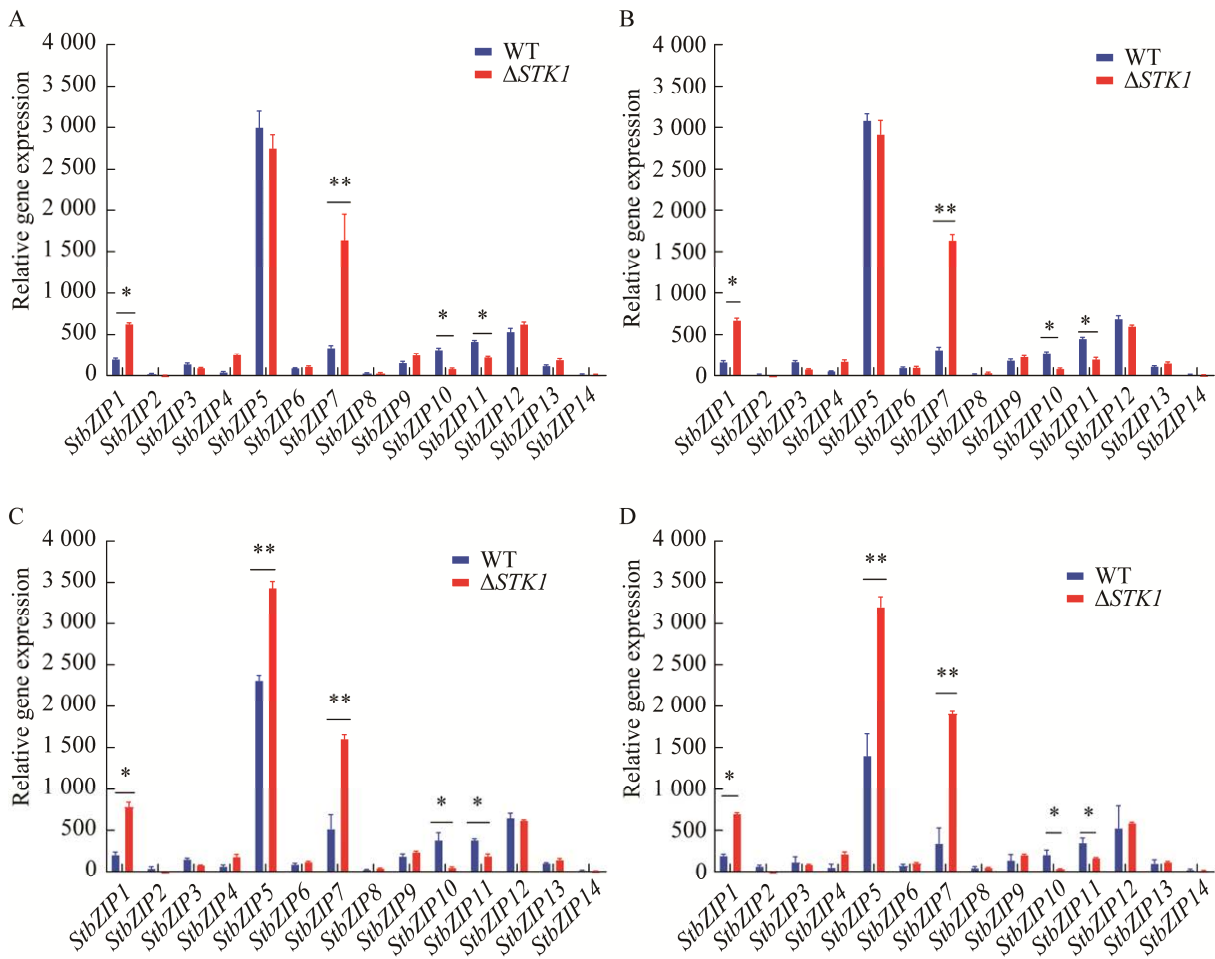 A
Relative gene expression
4 000
3 500
3 000
2 500
2 000
1 500
1 000
500
0
WT
ΔSTK1
*
**
*
*
StbZIP1
StbZIP2
StbZIP3
StbZIP4
StbZIP5
StbZIP6
StbZIP7
StbZIP8
StbZIP9
StbZIP10
StbZIP11
StbZIP12
StbZIP13
StbZIP14
B
Relative gene expression
4 000
3 500
3 000
2 500
2 000
1 500
1 000
500
0
WT
ΔSTK1
*
**
*
*
StbZIP1
StbZIP2
StbZIP3
StbZIP4
StbZIP5
StbZIP6
StbZIP7
StbZIP8
StbZIP9
StbZIP10
StbZIP11
StbZIP12
StbZIP13
StbZIP14
C
Relative gene expression
4 000
3 500
3 000
2 500
2 000
1 500
1 000
500
0
WT
ΔSTK1
*
**
**
*
*
StbZIP1
StbZIP2
StbZIP3
StbZIP4
StbZIP5
StbZIP6
StbZIP7
StbZIP8
StbZIP9
StbZIP10
StbZIP11
StbZIP12
StbZIP13
StbZIP14
D
Relative gene expression
4 000
3 500
3 000
2 500
2 000
1 500
1 000
500
0
WT
ΔSTK1
*
**
**
*
*
StbZIP1
StbZIP2
StbZIP3
StbZIP4
StbZIP5
StbZIP6
StbZIP7
StbZIP8
StbZIP9
StbZIP10
StbZIP11
StbZIP12
StbZIP13
StbZIP14